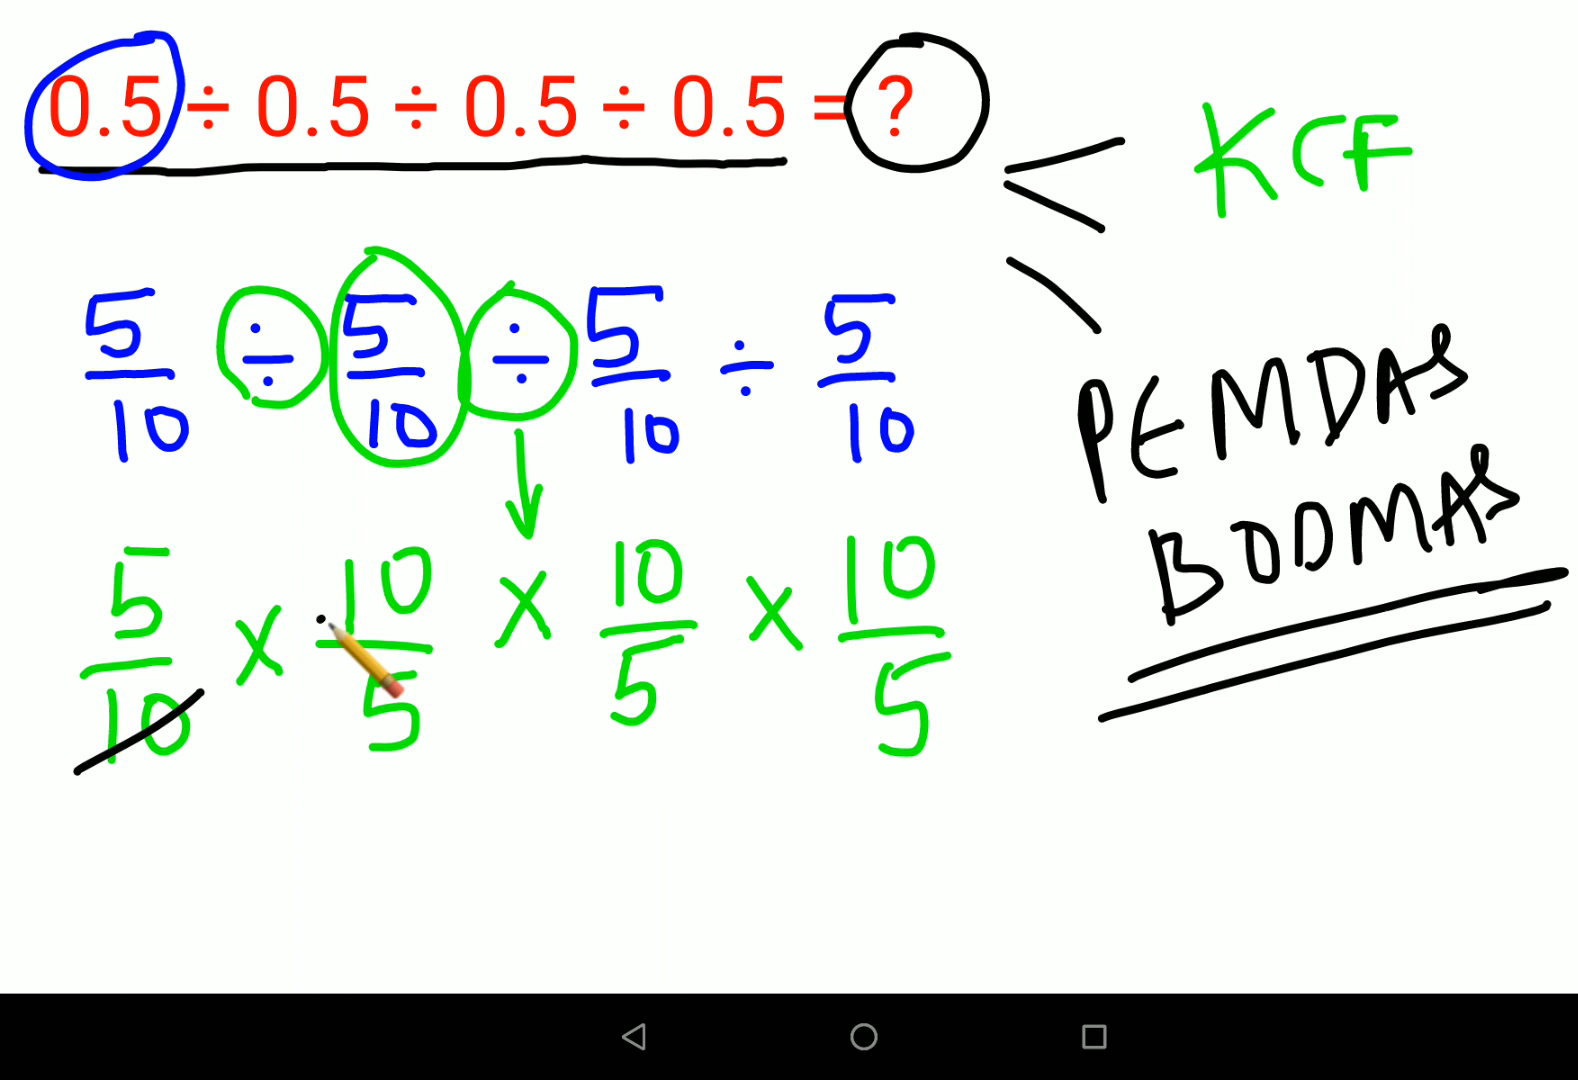 0.5 ÷ 0.5 ÷ 0.5 ÷ 0.5 = ?
KCF
5/10 ÷ 5/10 ÷ 5/10 ÷ 5/10
PEMDAS
BODMAS
5/10 × 10/5 × 10/5 × 10/5